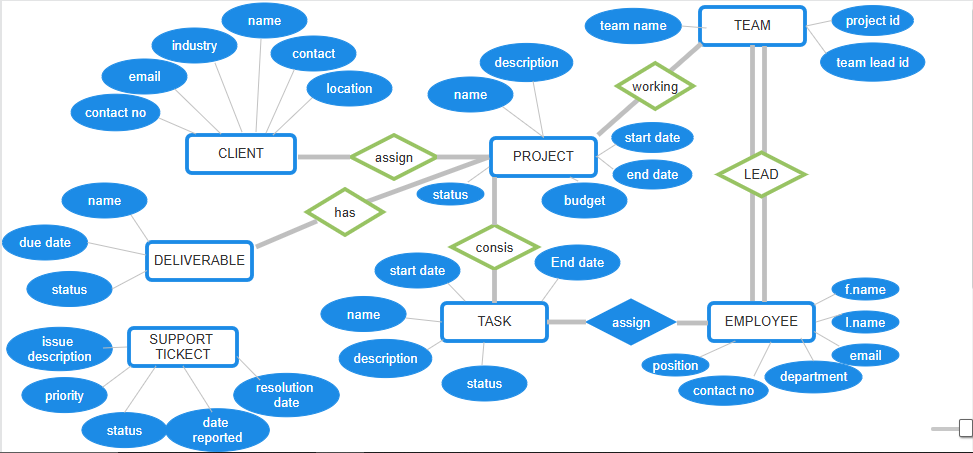 name
industry
contact
email
location
contact no
CLIENT
assign
team name
TEAM
project id
team lead id
description
working
name
PROJECT
start date
end date
status
budget
LEAD
name
has
due date
DELIVERABLE
status
consis
start date
End date
name
TASK
assign
EMPLOYEE
f.name
l.name
email
description
status
position
contact no
department
issue
description
SUPPORT
TICKECT
priority
status
date
reported
resolution
date